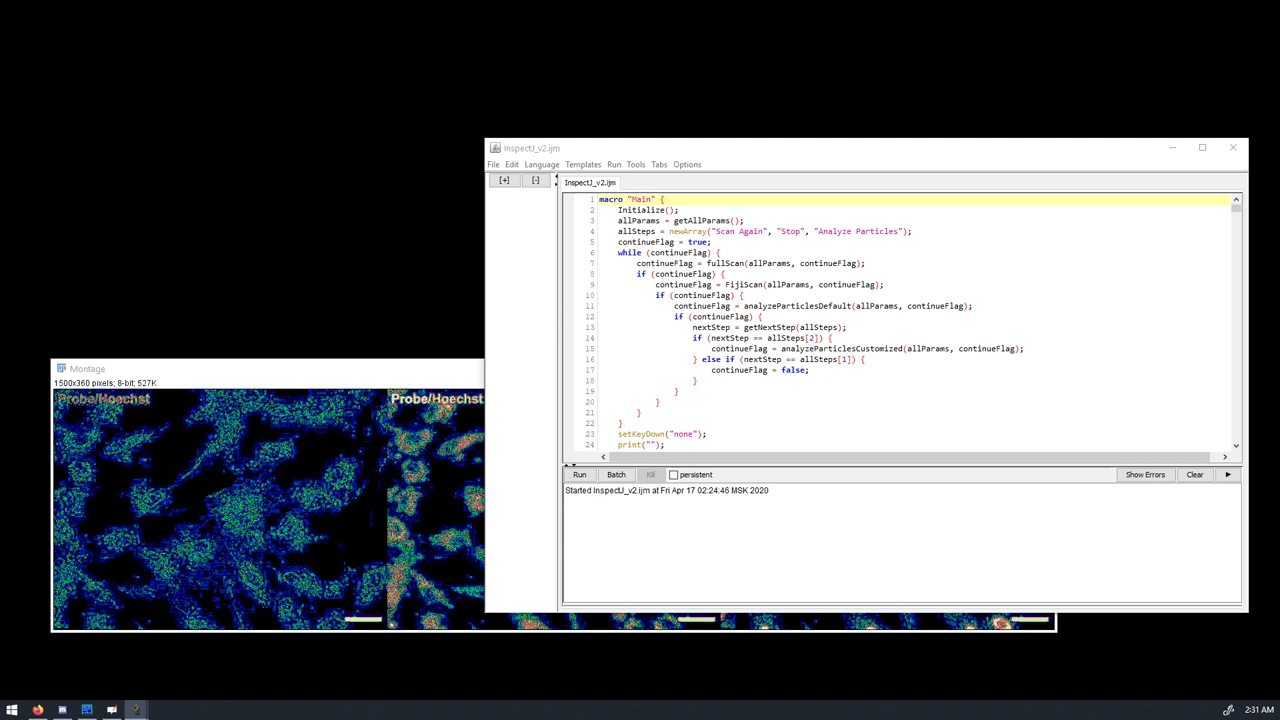 InspectJ_v2.ijm
File Edit Language Templates Run Tools Tabs Options
[+] [-] InspectJ_v2.ijm
1 macro "Main" {
2 Initialize();
3 allParams = getAllParams();
4 allSteps = newArray("Scan Again", "Stop", "Analyze Particles");
5 continueFlag = true;
6 while (continueFlag) {
7 continueFlag = fullScan(allParams, continueFlag);
8 if (continueFlag) {
9 continueFlag = FijiScan(allParams, continueFlag);
10 if (continueFlag) {
11 continueFlag = analyzeParticlesDefault(allParams, continueFlag);
12 if (continueFlag) {
13 nextStep = getNextStep(allSteps);
14 if (nextStep == allSteps[2]) {
15 continueFlag = analyzeParticlesCustomized(allParams, continueFlag);
16 } else if (nextStep == allSteps[1]) {
17 continueFlag = false;
18 }
19 }
20 }
21 }
22 }
23 setKeyDown("none");
24 print("");
Run Batch Kill persistent Show Errors Clear
Started InspectJ_v2.ijm at Fri Apr 17 02:24:46 MSK 2020
Montage
1500x360 pixels; 8-bit; 527K
Probe/Hoechst Probe/Hoechst
2:31 AM